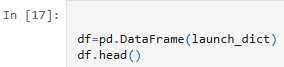 In [17]:
df=pd.DataFrame(launch_dict)
df.head()